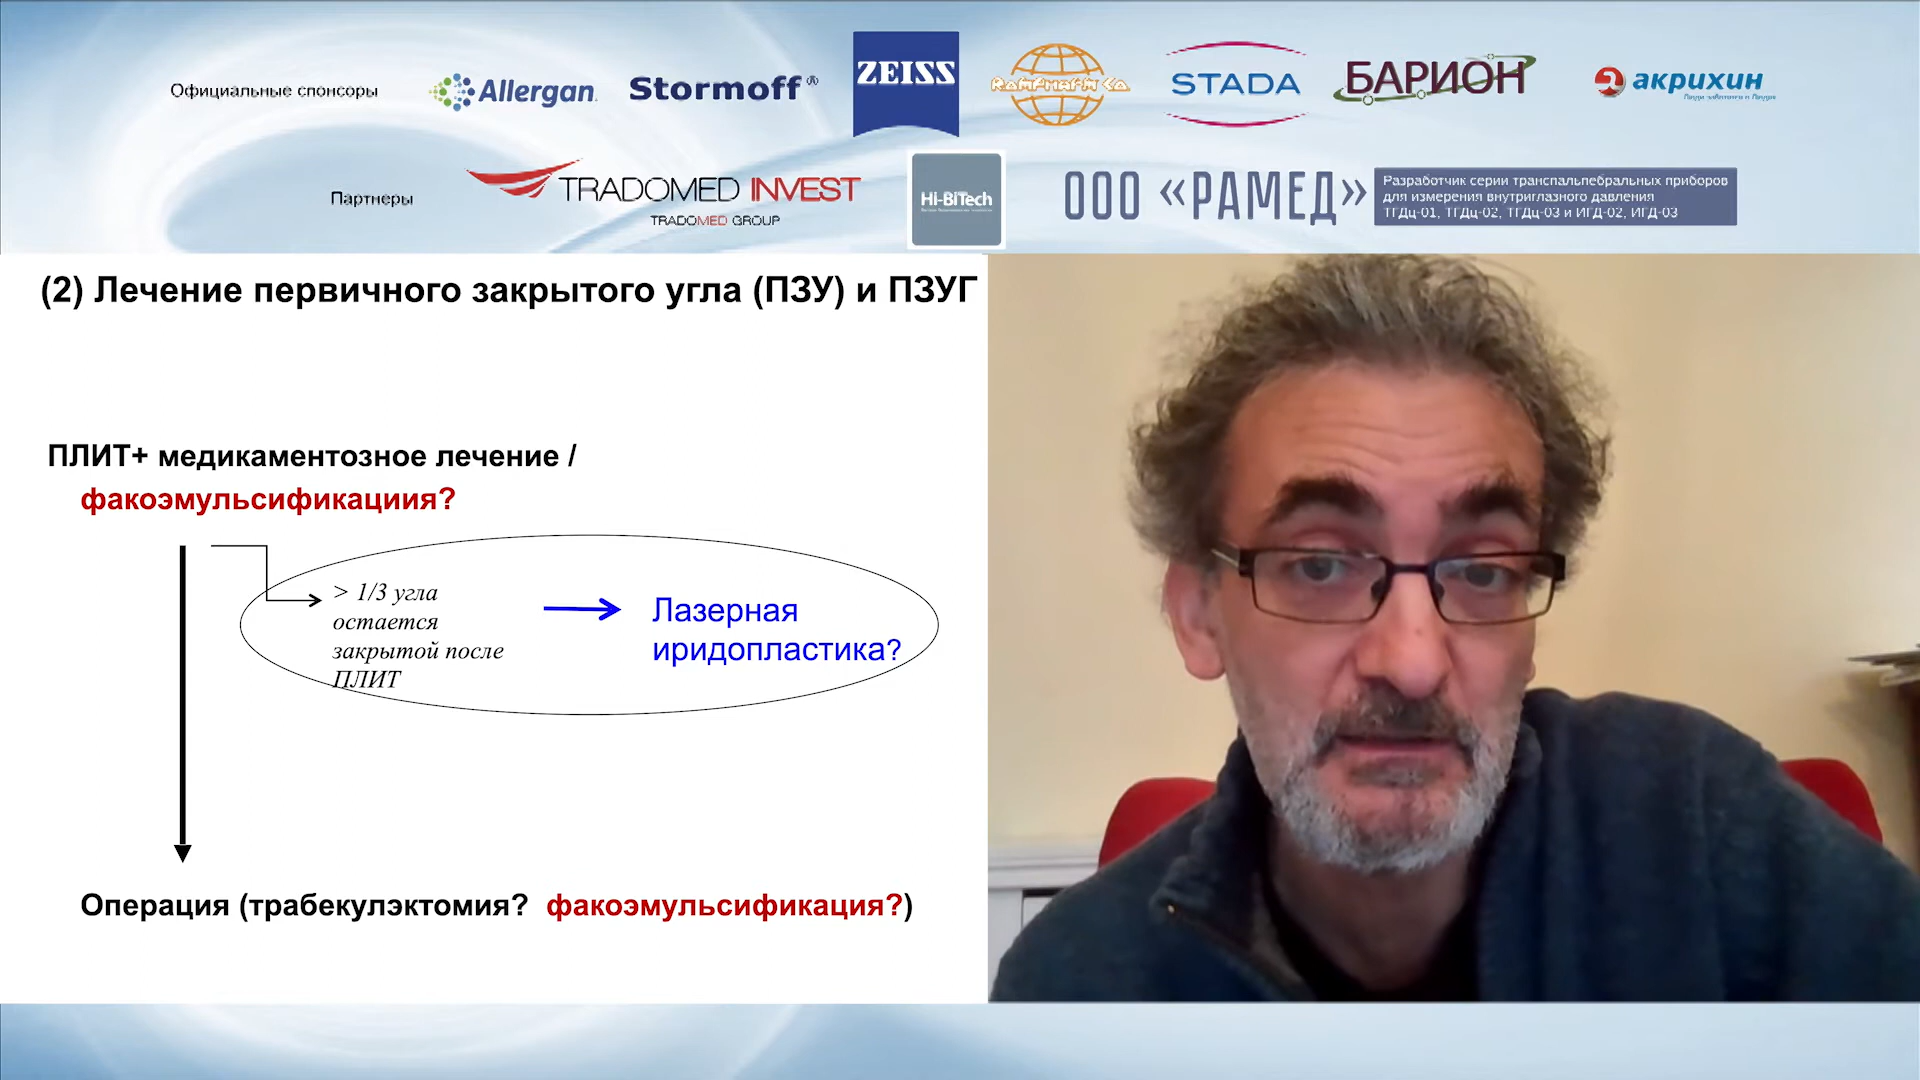 Официальные спонсоры
Allergan
Stormoff®
ZEISS
ROMPHARM Co.
STADA
БАРИОН
акрихин
Партнеры
TRADOMED INVEST
TRADOMED GROUP
Hi-BiTech
ООО «РАМЕД»
Разработчик серии транспальпебральных приборов
для измерения внутриглазного давления
ТГДц-01, ТГДц-02, ТГДц-03 и ИГД-02, ИГД-03
(2) Лечение первичного закрытого угла (ПЗУ) и ПЗУГ
ПЛИТ+ медикаментозное лечение /
факоэмульсификациия?
> 1/3 угла
остается
закрытой после
ПЛИТ
Лазерная
иридопластика?
Операция (трабекулэктомия? факоэмульсификация?)